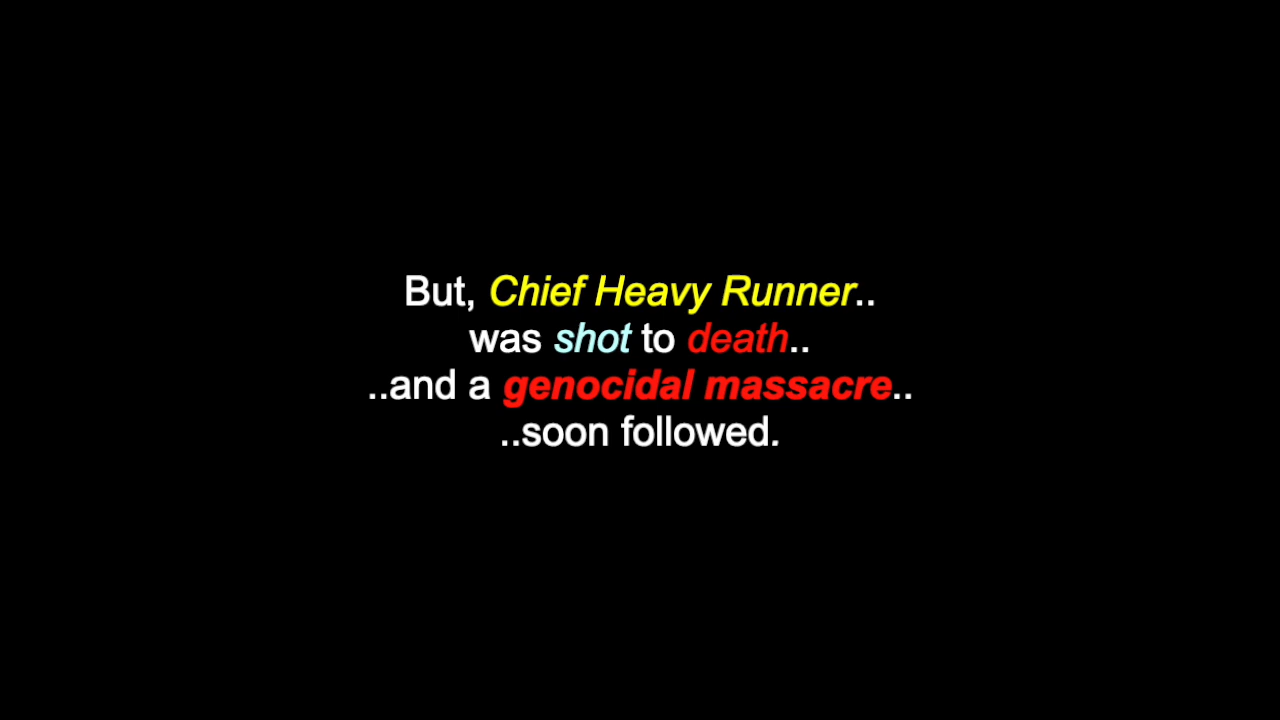 But, Chief Heavy Runner..
was shot to death..
..and a genocidal massacre..
..soon followed.